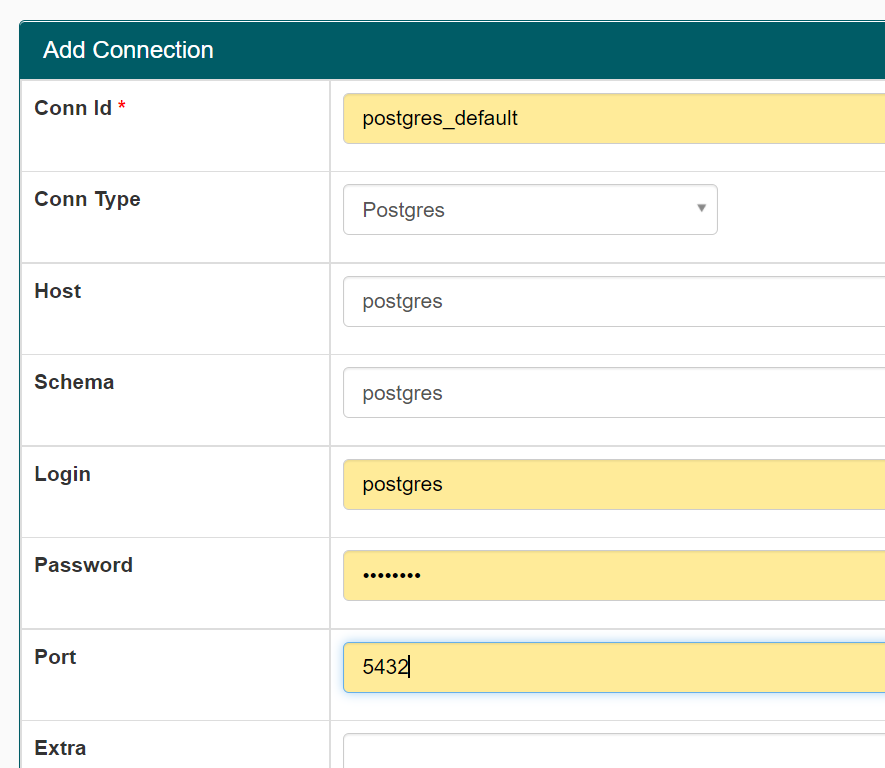 Add Connection
Conn Id *
postgres_default
Conn Type
Postgres
Host
postgres
Schema
postgres
Login
postgres
Password
••••••••
Port
5432
Extra